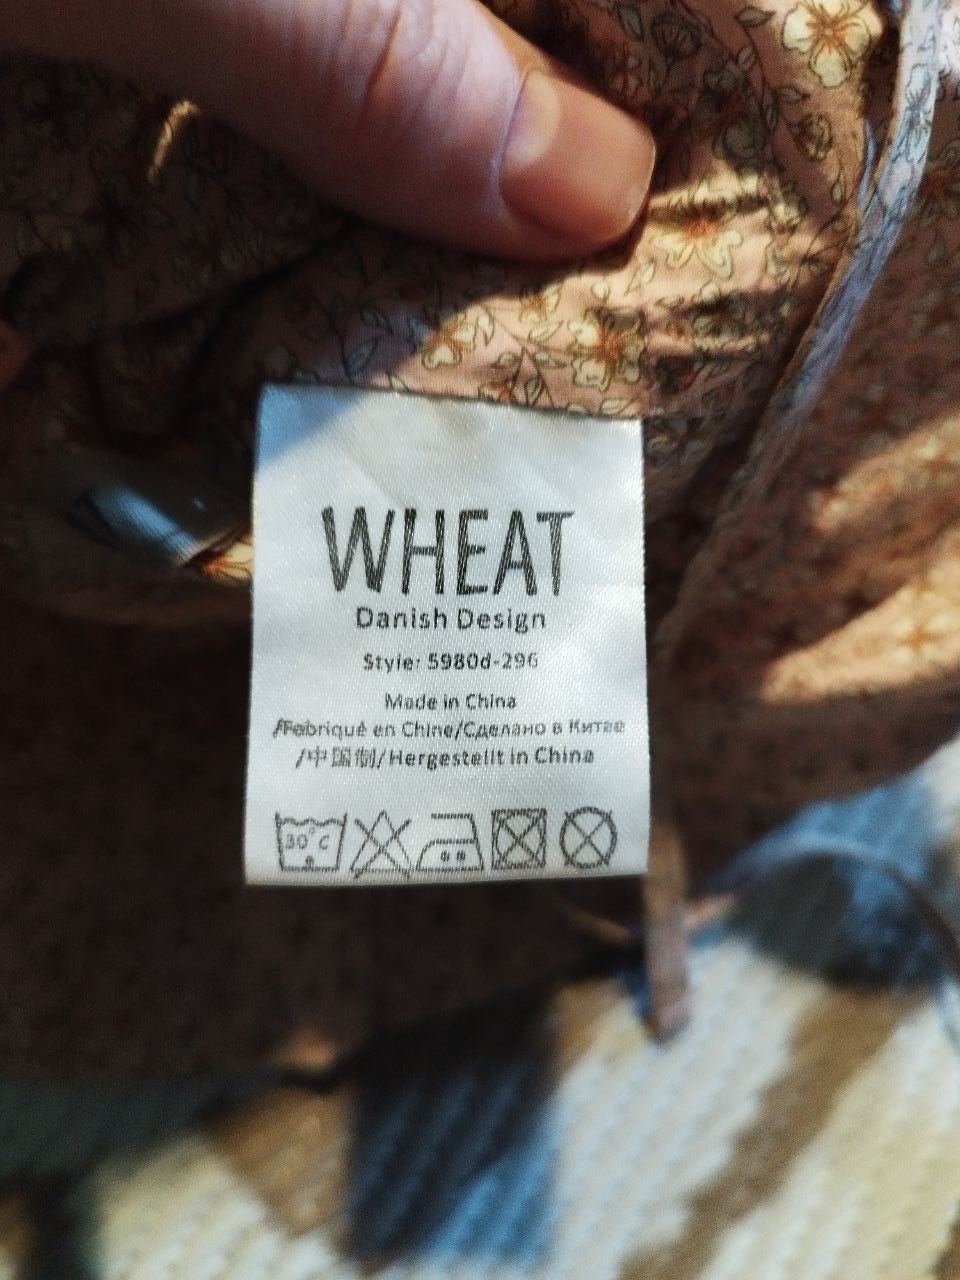 WHEAT
Danish Design
Style: 5980d-296
Made in China
/Fabriqué en Chine/Сделано в Китае
/中国制/Hergestellt in China
30°C